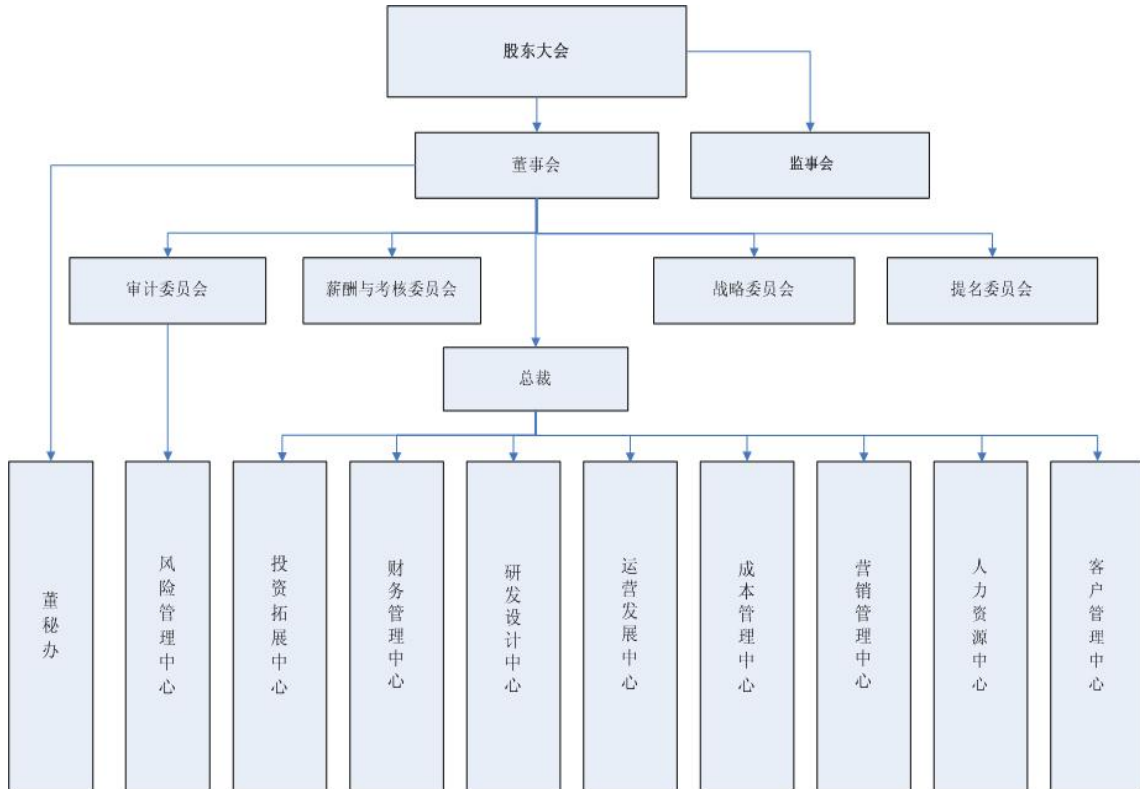 股东大会
董事会
监事会
审计委员会
薪酬与考核委员会
战略委员会
提名委员会
总裁
董秘办
风险管理中心
投资拓展中心
财务管理中心
研发设计中心
运营发展中心
成本管理中心
营销管理中心
人力资源中心
客户管理中心